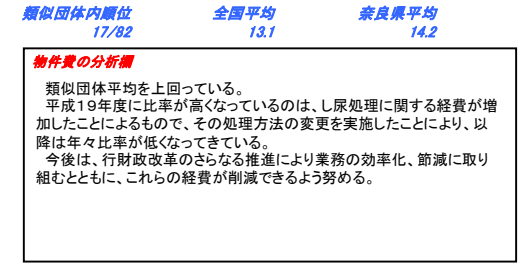 類似団体内順位 全国平均 奈良県平均
17/82 13.1 14.2
物件費の分析欄
類似団体平均を上回っている。
平成19年度に比率が高くなっているのは、し尿処理に関する経費が増
加したことによるもので、その処理方法の変更を実施したことにより、以
降は年々比率が低くなってきている。
今後は、行財政改革のさらなる推進により業務の効率化、節減に取り
組むとともに、これらの経費が削減できるよう努める。